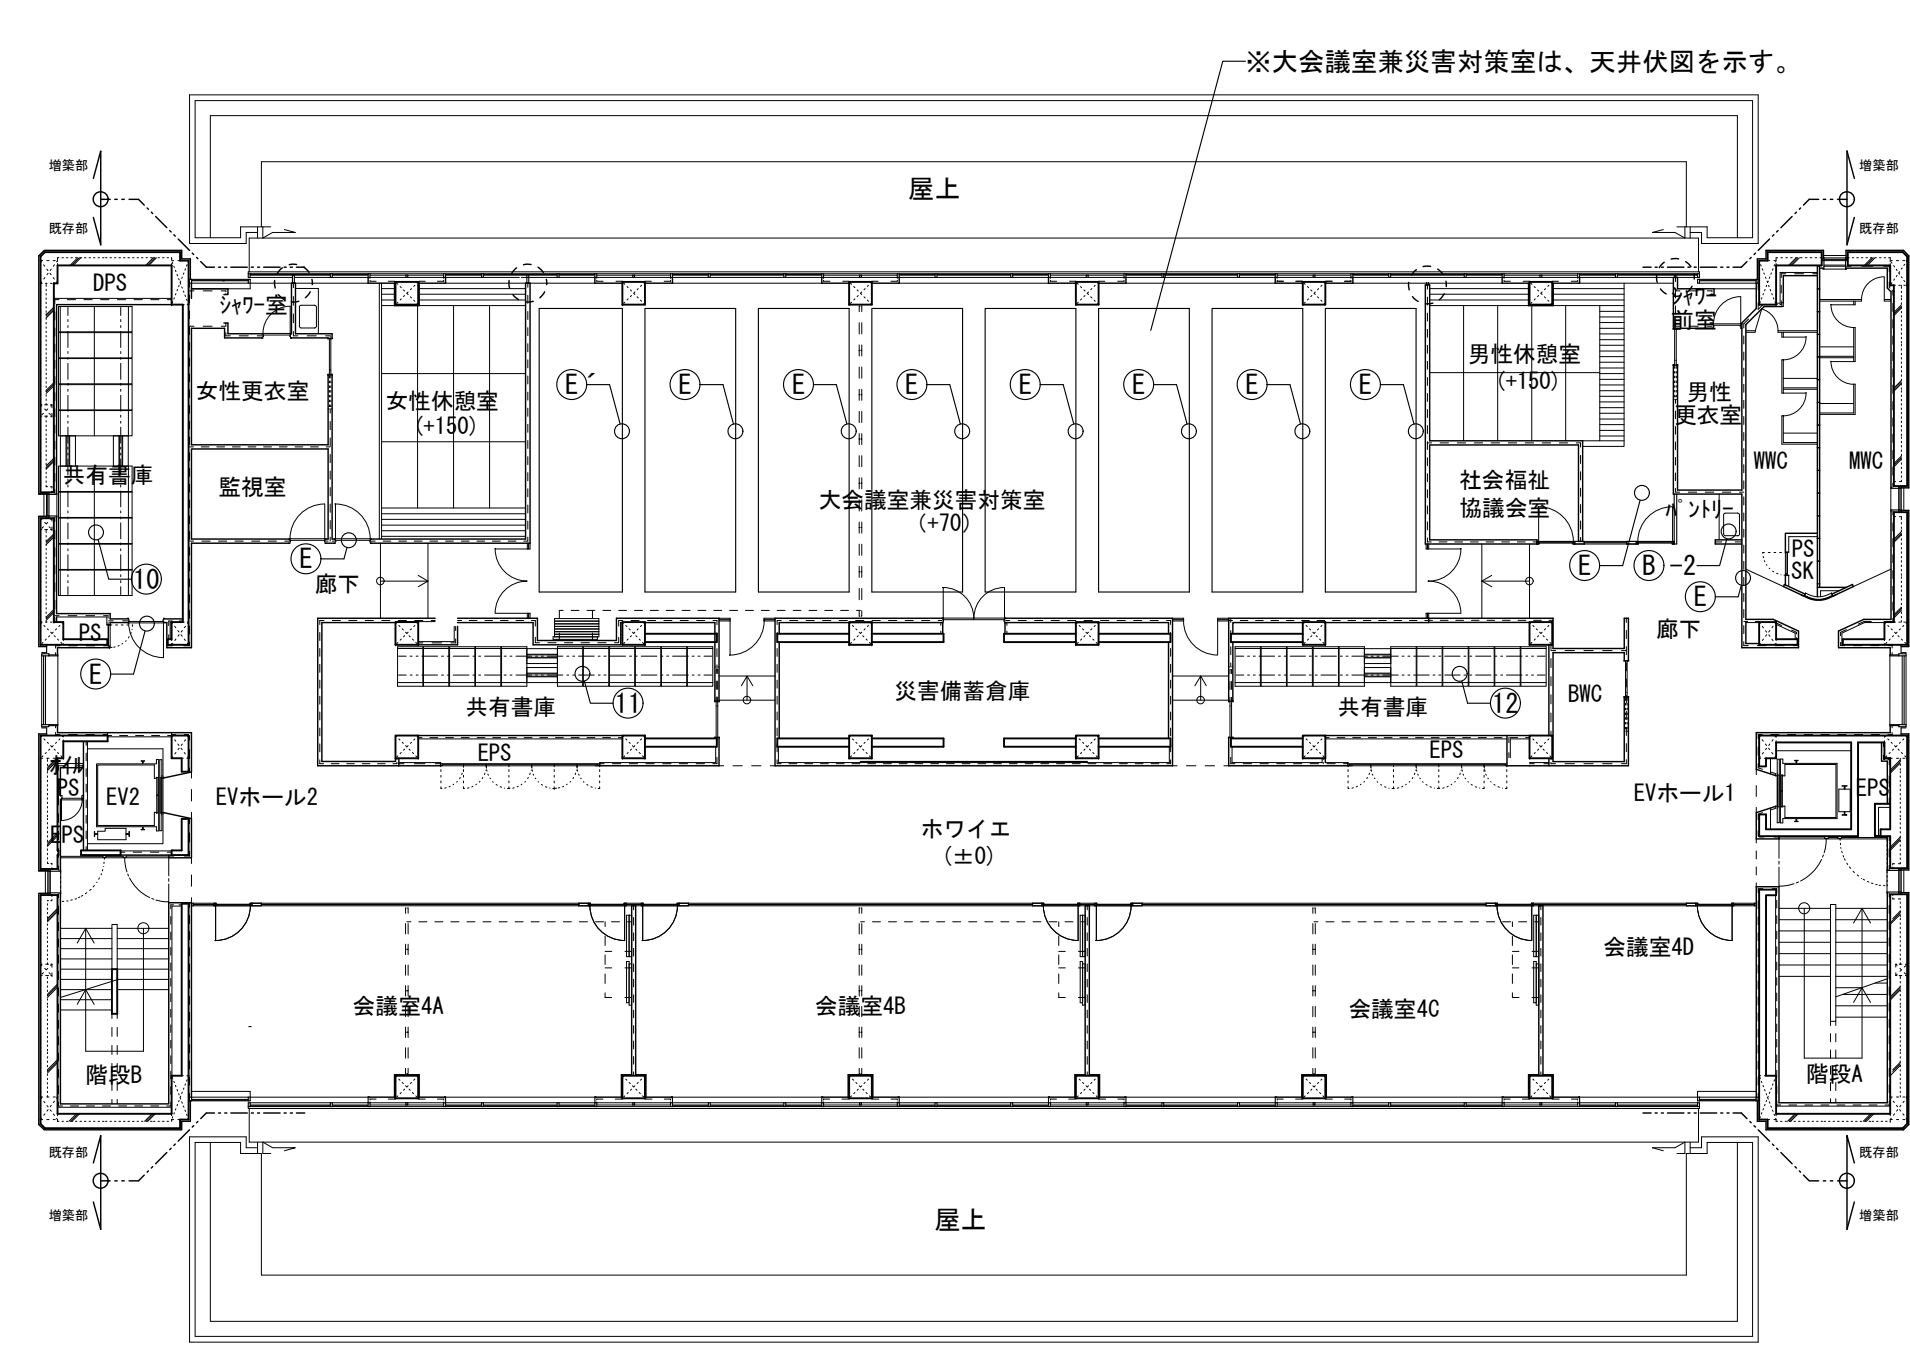 ※大会議室兼災害対策室は、天井伏図を示す。
増築部
増築部
屋上
既存部
既存部
DPS
シャワー室
シャワー
前室
女性更衣室
女性休憩室
(+150)
E´
E
E
E
E
E
E
E
男性休憩室
(+150)
男性
更衣室
共有書庫
監視室
大会議室兼災害対策室
(+70)
社会福祉
協議会室
パントリー
WWC
MWC
10
E
廊下
E
B-2
E
PS
SK
PS
E
廊下
11
共有書庫
災害備蓄倉庫
12
共有書庫
BWC
EPS
EPS
オイル
PS
EV2
EPS
EVホール2
EVホール1
EPS
ホワイエ
(±0)
会議室4A
会議室4B
会議室4C
会議室4D
階段B
階段A
既存部
既存部
増築部
増築部
屋上